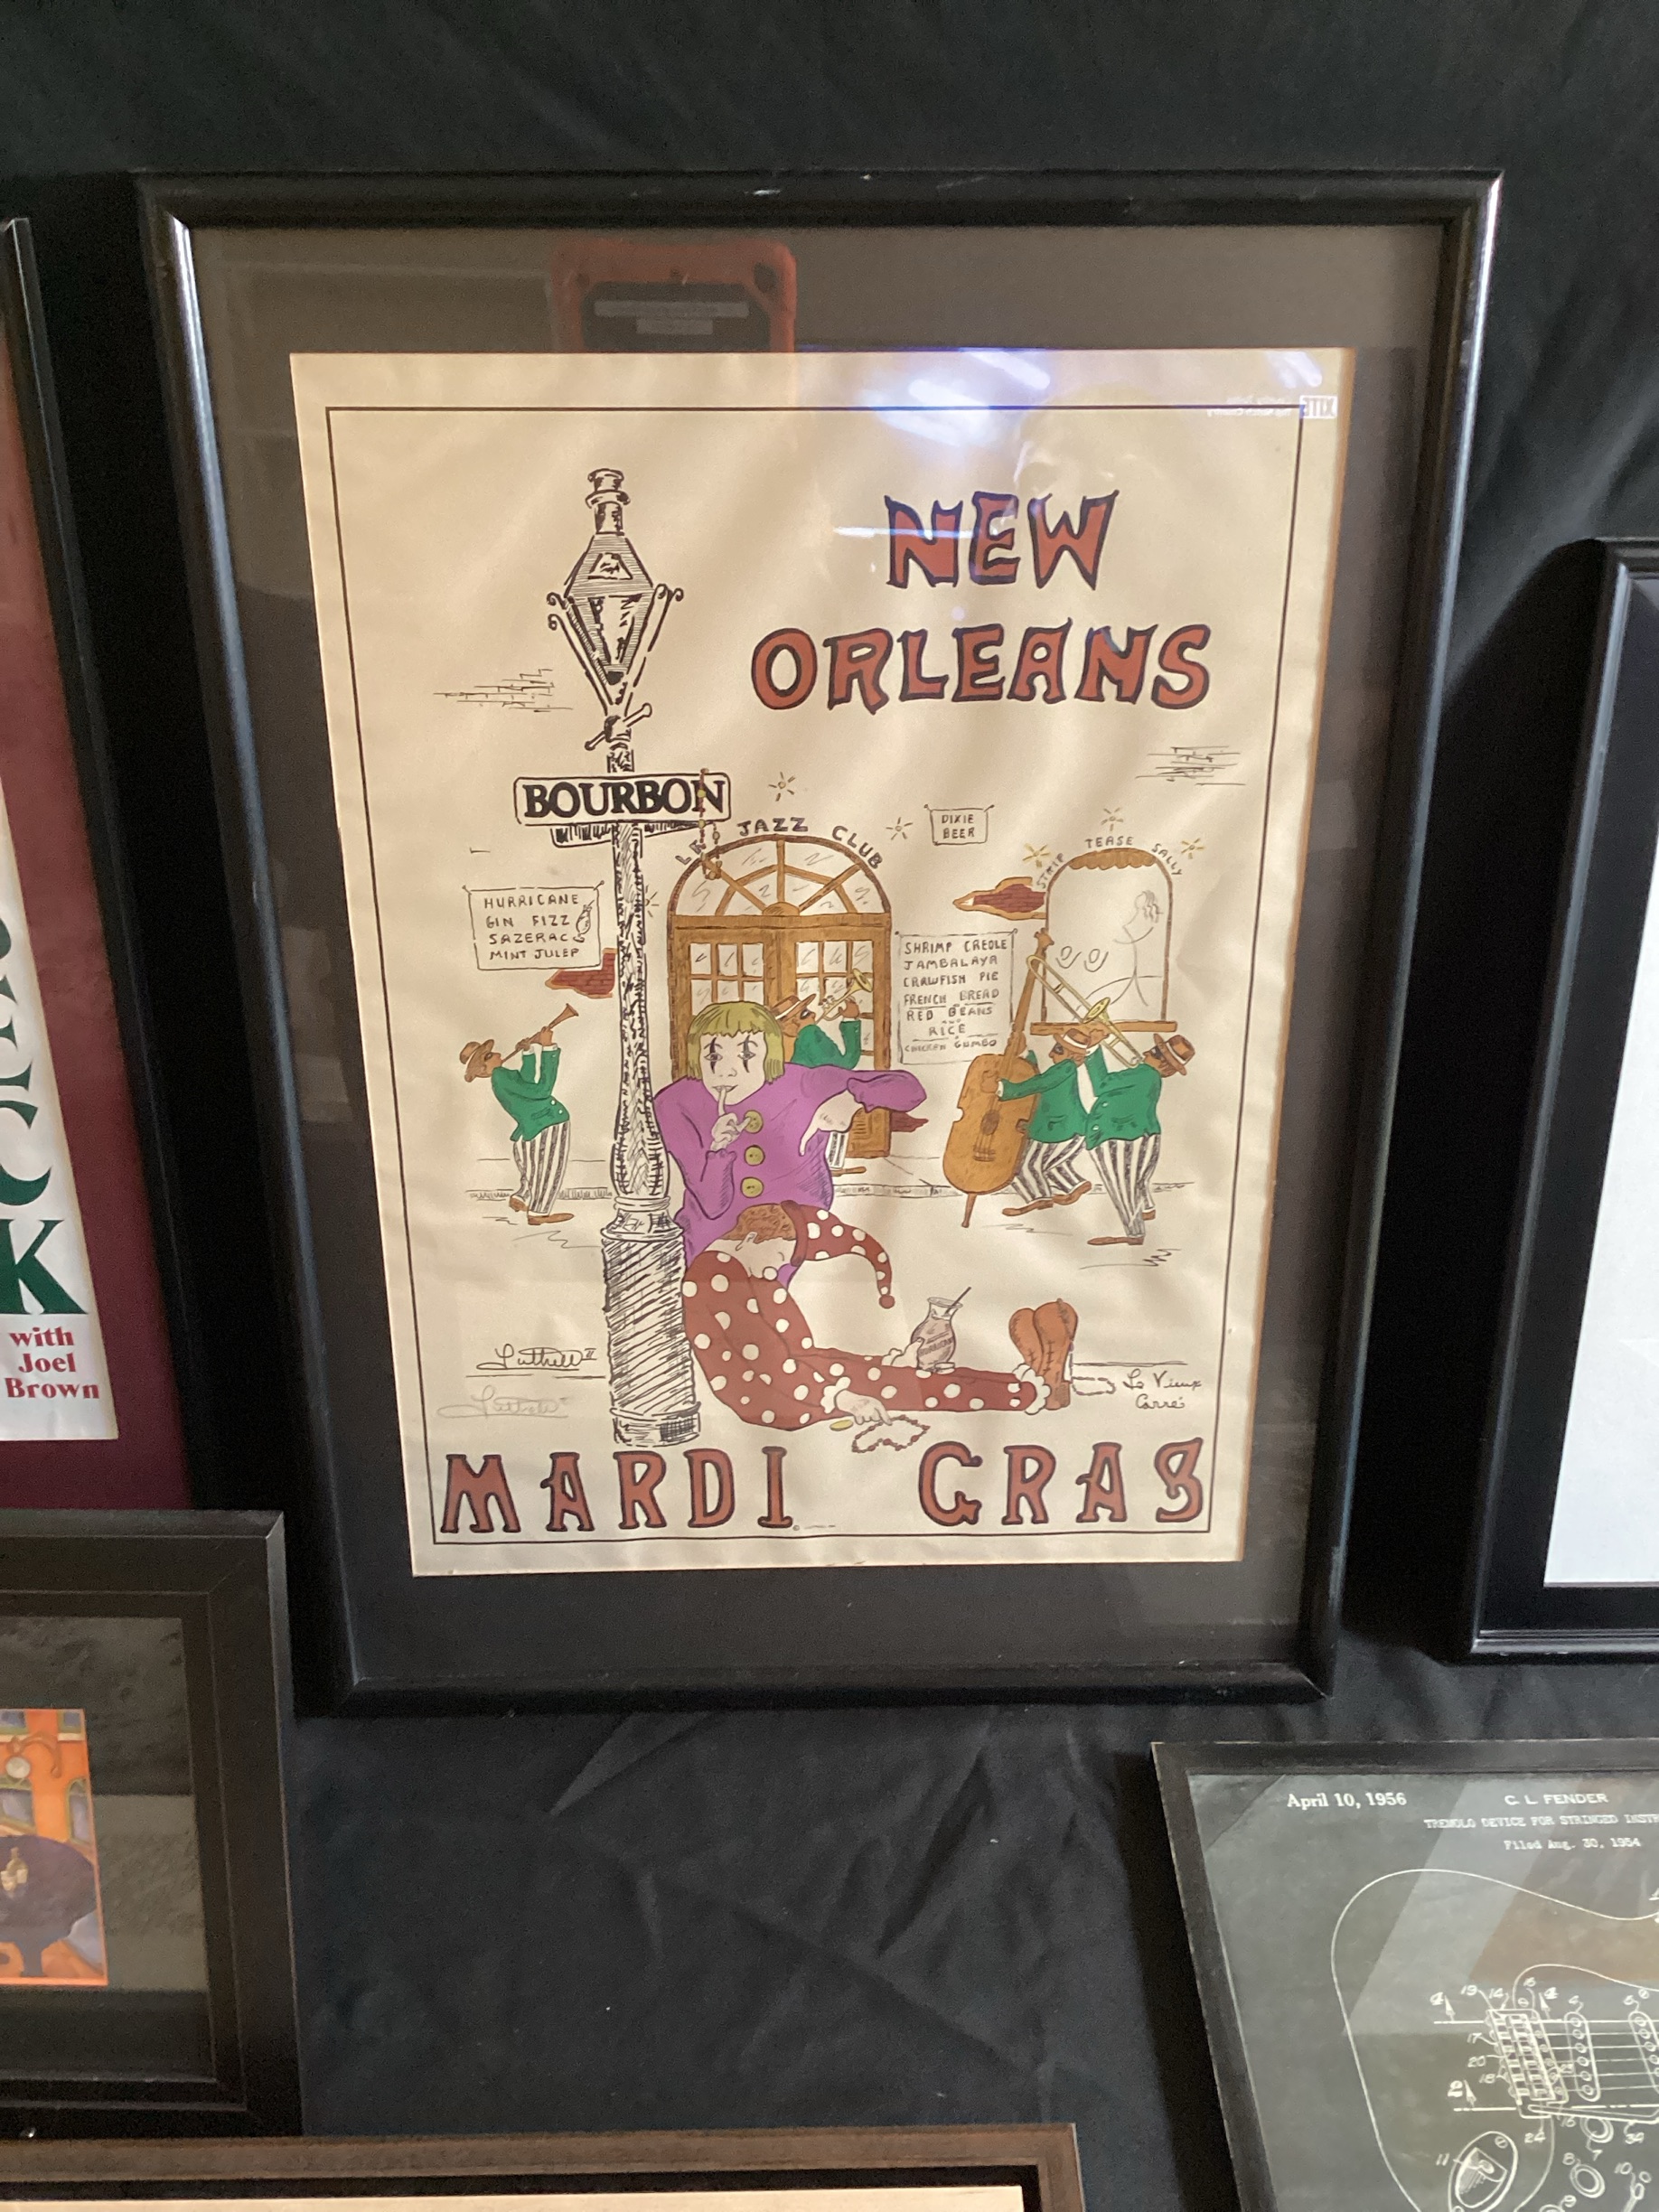 NEW
ORLEANS
BOURBON
JAZZ CLUB
DIXIE
BEER
STRIP TEASE SALLY
HURRICANE
GIN FIZZ
SAZERAC
MINT JULEP
SHRIMP CREOLE
JAMBALAYA
CRAWFISH PIE
FRENCH BREAD
RED BEANS
RICE
CHICKEN GUMBO
Le Vieux
Carré
MARDI GRAS
K
with
Joel
Brown
April 10, 1956
C. L. FENDER
TREMOLO DEVICE FOR STRINGED
Filed Aug. 30, 1954